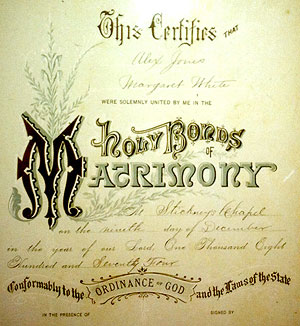 This Certifies THAT
Alex Jones
Margaret White
WERE SOLEMNLY UNITED BY ME IN THE
HOLY BONDS
OF
MATRIMONY
At Stickney Chapel
on the ninth day of December
in the year of our Lord, One Thousand Eight
Hundred and Seventy Four
Conformably to the ORDINANCE OF GOD and the Laws of the State
IN THE PRESENCE OF SIGNED BY